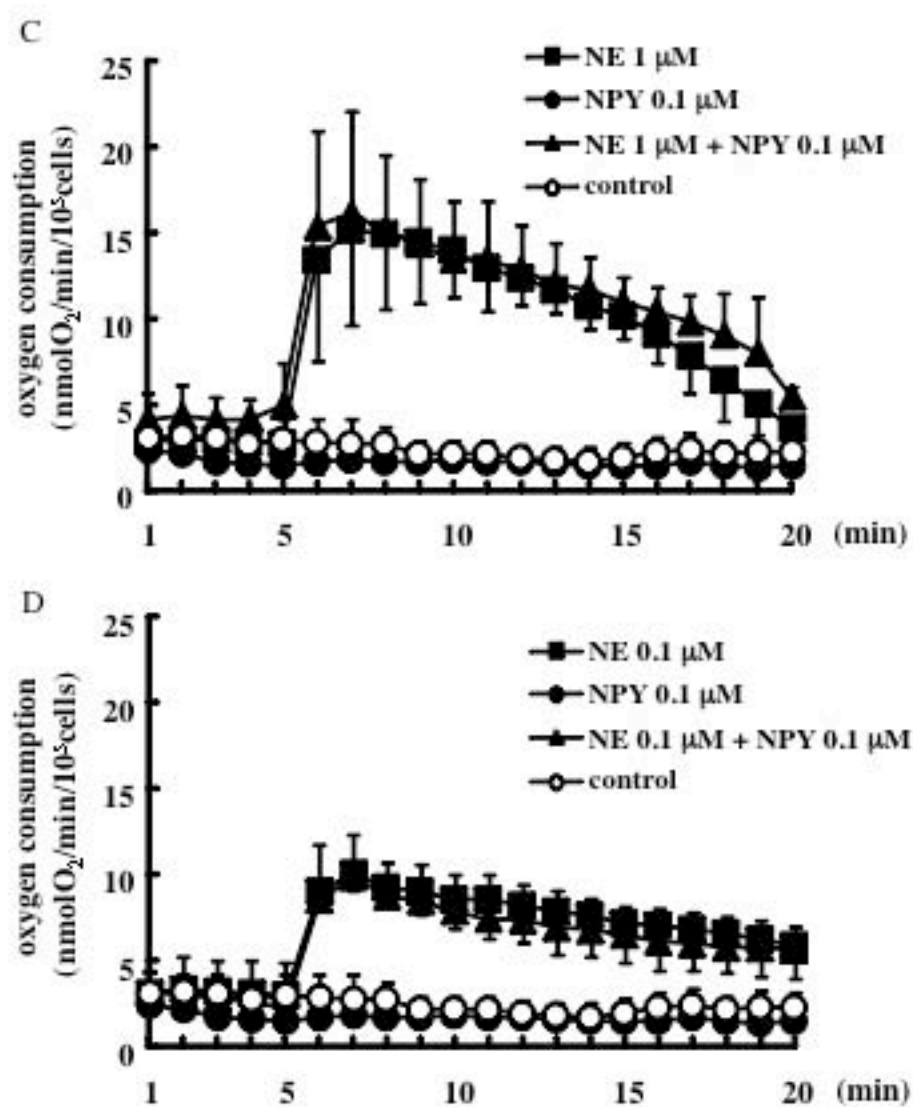 C
25
20
15
10
5
0
oxygen consumption
(nmolO₂/min/10⁵cells)
NE 1 µM
NPY 0.1 µM
NE 1 µM + NPY 0.1 µM
control
1 5 10 15 20 (min)
D
25
20
15
10
5
0
oxygen consumption
(nmolO₂/min/10⁵cells)
NE 0.1 µM
NPY 0.1 µM
NE 0.1 µM + NPY 0.1 µM
control
1 5 10 15 20 (min)